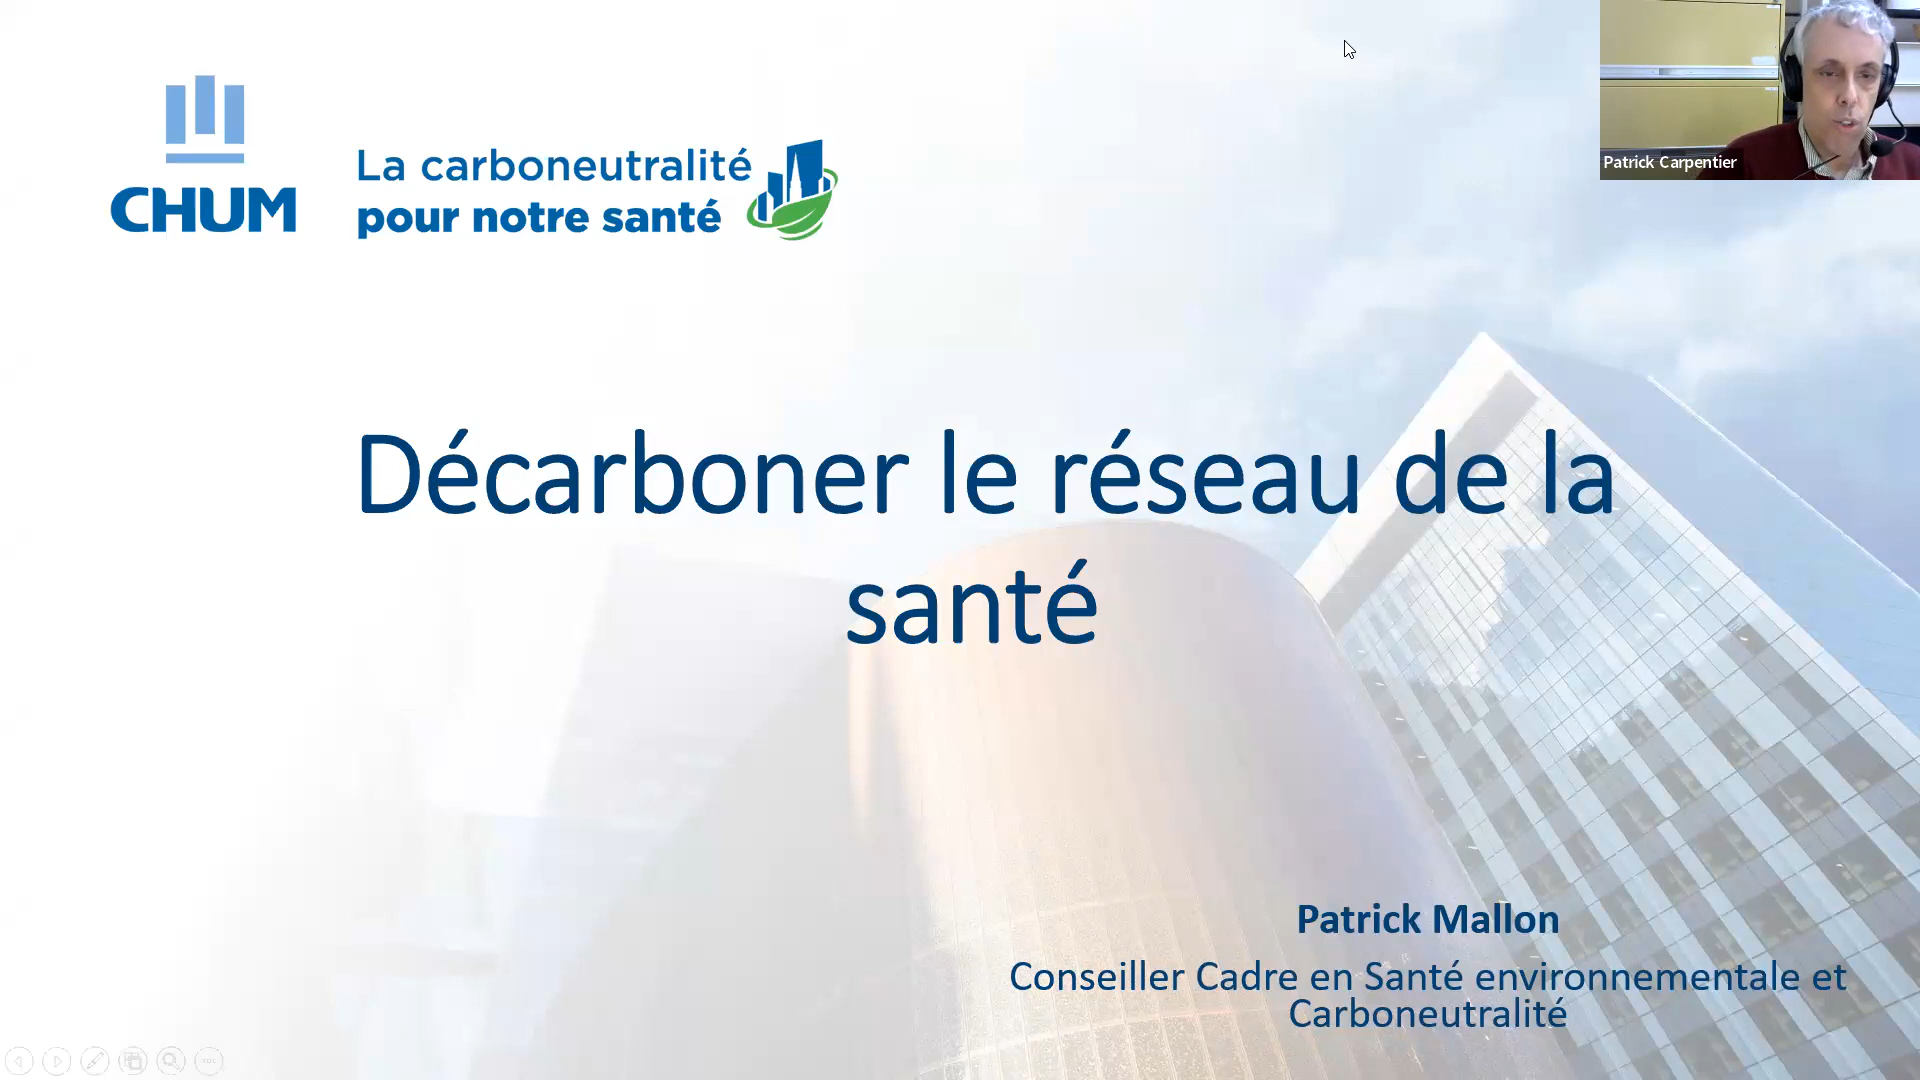 CHUM
La carboneutralité
pour notre santé
Patrick Carpentier
Décarboner le réseau de la
santé
Patrick Mallon
Conseiller Cadre en Santé environnementale et
Carboneutralité